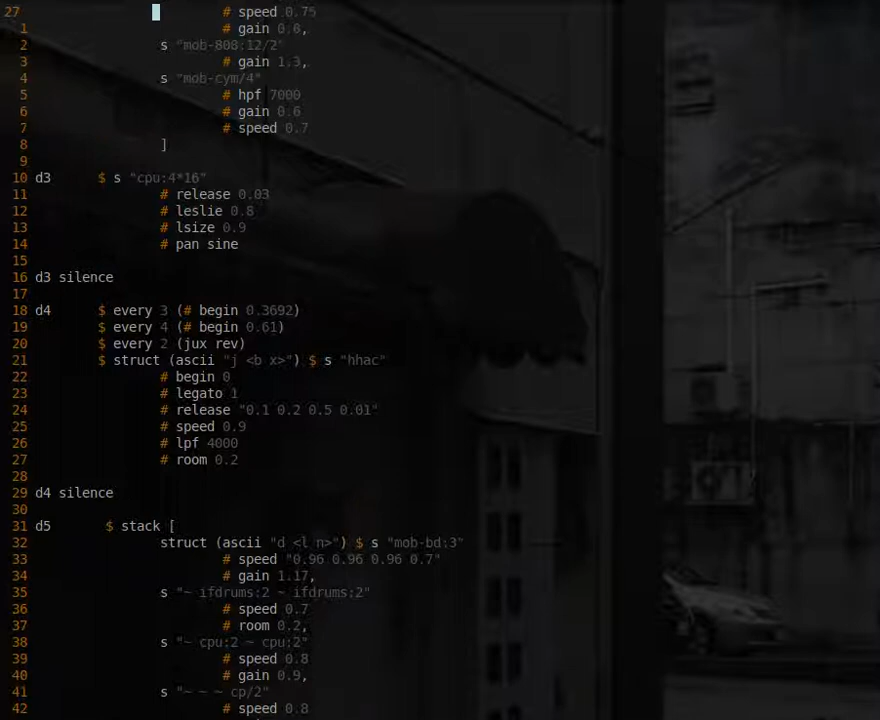 27 # speed 0.75
1 # gain 0.6,
2 s "mob-808:12/2"
3 # gain 1.3,
4 s "mob-cym/4"
5 # hpf 7000
6 # gain 0.6
7 # speed 0.7
8 ]
9
10 d3 $ s "cpu:4*16"
11 # release 0.03
12 # leslie 0.8
13 # lsize 0.9
14 # pan sine
15
16 d3 silence
17
18 d4 $ every 3 (# begin 0.3692)
19 $ every 4 (# begin 0.61)
20 $ every 2 (jux rev)
21 $ struct (ascii "j <b x>") $ s "hhac"
22 # begin 0
23 # legato 1
24 # release "0.1 0.2 0.5 0.01"
25 # speed 0.9
26 # lpf 4000
27 # room 0.2
28
29 d4 silence
30
31 d5 $ stack [
32 struct (ascii "d <l n>") $ s "mob-bd:3"
33 # speed "0.96 0.96 0.96 0.7"
34 # gain 1.17,
35 s "~ ifdrums:2 ~ ifdrums:2"
36 # speed 0.7
37 # room 0.2,
38 s "~ cpu:2 ~ cpu:2"
39 # speed 0.8
40 # gain 0.9,
41 s "~ ~ ~ cp/2"
42 # speed 0.8